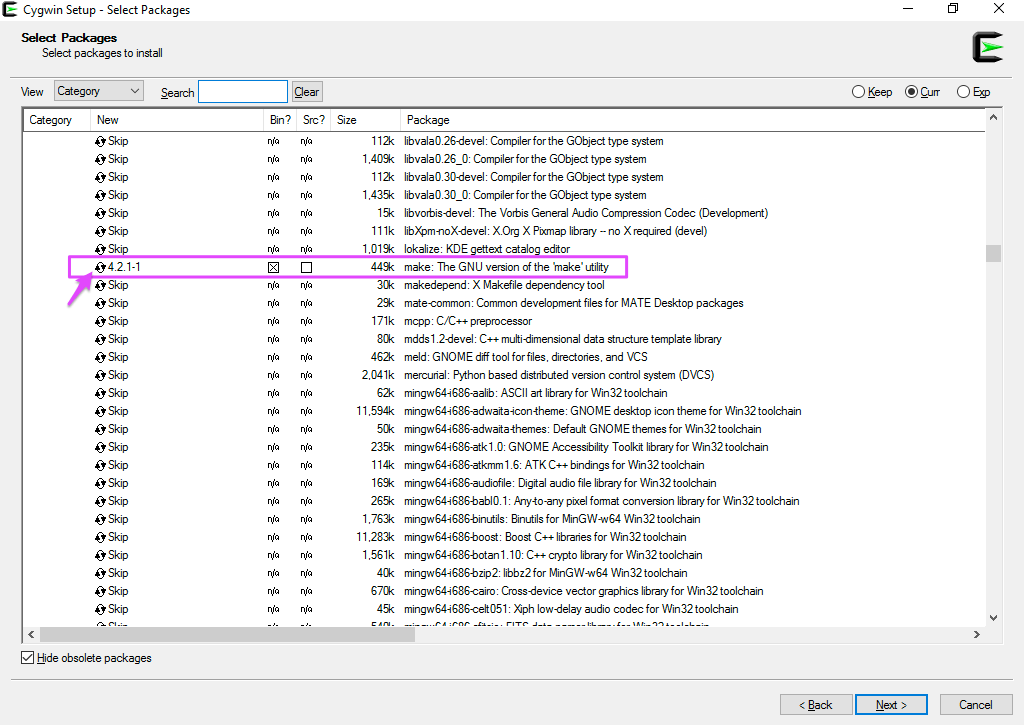 Cygwin Setup - Select Packages
Select Packages
Select packages to install
View Category Search Clear Keep Curr Exp
Category New Bin? Src? Size Package
Skip n/a n/a 112k libvala0.26-devel: Compiler for the GObject type system
Skip n/a n/a 1,409k libvala0.26_0: Compiler for the GObject type system
Skip n/a n/a 112k libvala0.30-devel: Compiler for the GObject type system
Skip n/a n/a 1,435k libvala0.30_0: Compiler for the GObject type system
Skip n/a n/a 15k libvorbis-devel: The Vorbis General Audio Compression Codec (Development)
Skip n/a n/a 111k libXpm-noX-devel: X.Org X Pixmap library -- no X required (devel)
Skip n/a n/a 1,019k lokalize: KDE gettext catalog editor
4.2.1-1 449k make: The GNU version of the 'make' utility
Skip n/a n/a 30k makedepend: X Makefile dependency tool
Skip n/a n/a 29k mate-common: Common development files for MATE Desktop packages
Skip n/a n/a 171k mcpp: C/C++ preprocessor
Skip n/a n/a 80k mdds1.2-devel: C++ multi-dimensional data structure template library
Skip n/a n/a 462k meld: GNOME diff tool for files, directories, and VCS
Skip n/a n/a 2,041k mercurial: Python based distributed version control system (DVCS)
Skip n/a n/a 62k mingw64-i686-aalib: ASCII art library for Win32 toolchain
Skip n/a n/a 11,594k mingw64-i686-adwaita-icon-theme: GNOME desktop icon theme for Win32 toolchain
Skip n/a n/a 50k mingw64-i686-adwaita-themes: Default GNOME themes for Win32 toolchain
Skip n/a n/a 235k mingw64-i686-atk1.0: GNOME Accessibility Toolkit library for Win32 toolchain
Skip n/a n/a 114k mingw64-i686-atkmm1.6: ATK C++ bindings for Win32 toolchain
Skip n/a n/a 169k mingw64-i686-audiofile: Digital audio file library for Win32 toolchain
Skip n/a n/a 265k mingw64-i686-babl0.1: Any-to-any pixel format conversion library for Win32 toolchain
Skip n/a n/a 1,763k mingw64-i686-binutils: Binutils for MinGW-w64 Win32 toolchain
Skip n/a n/a 11,283k mingw64-i686-boost: Boost C++ libraries for Win32 toolchain
Skip n/a n/a 1,561k mingw64-i686-botan1.10: C++ crypto library for Win32 toolchain
Skip n/a n/a 40k mingw64-i686-bzip2: libbz2 for MinGW-w64 Win32 toolchain
Skip n/a n/a 670k mingw64-i686-cairo: Cross-device vector graphics library for Win32 toolchain
Skip n/a n/a 45k mingw64-i686-celt051: Xiph low-delay audio codec for Win32 toolchain
Hide obsolete packages
< Back Next > Cancel